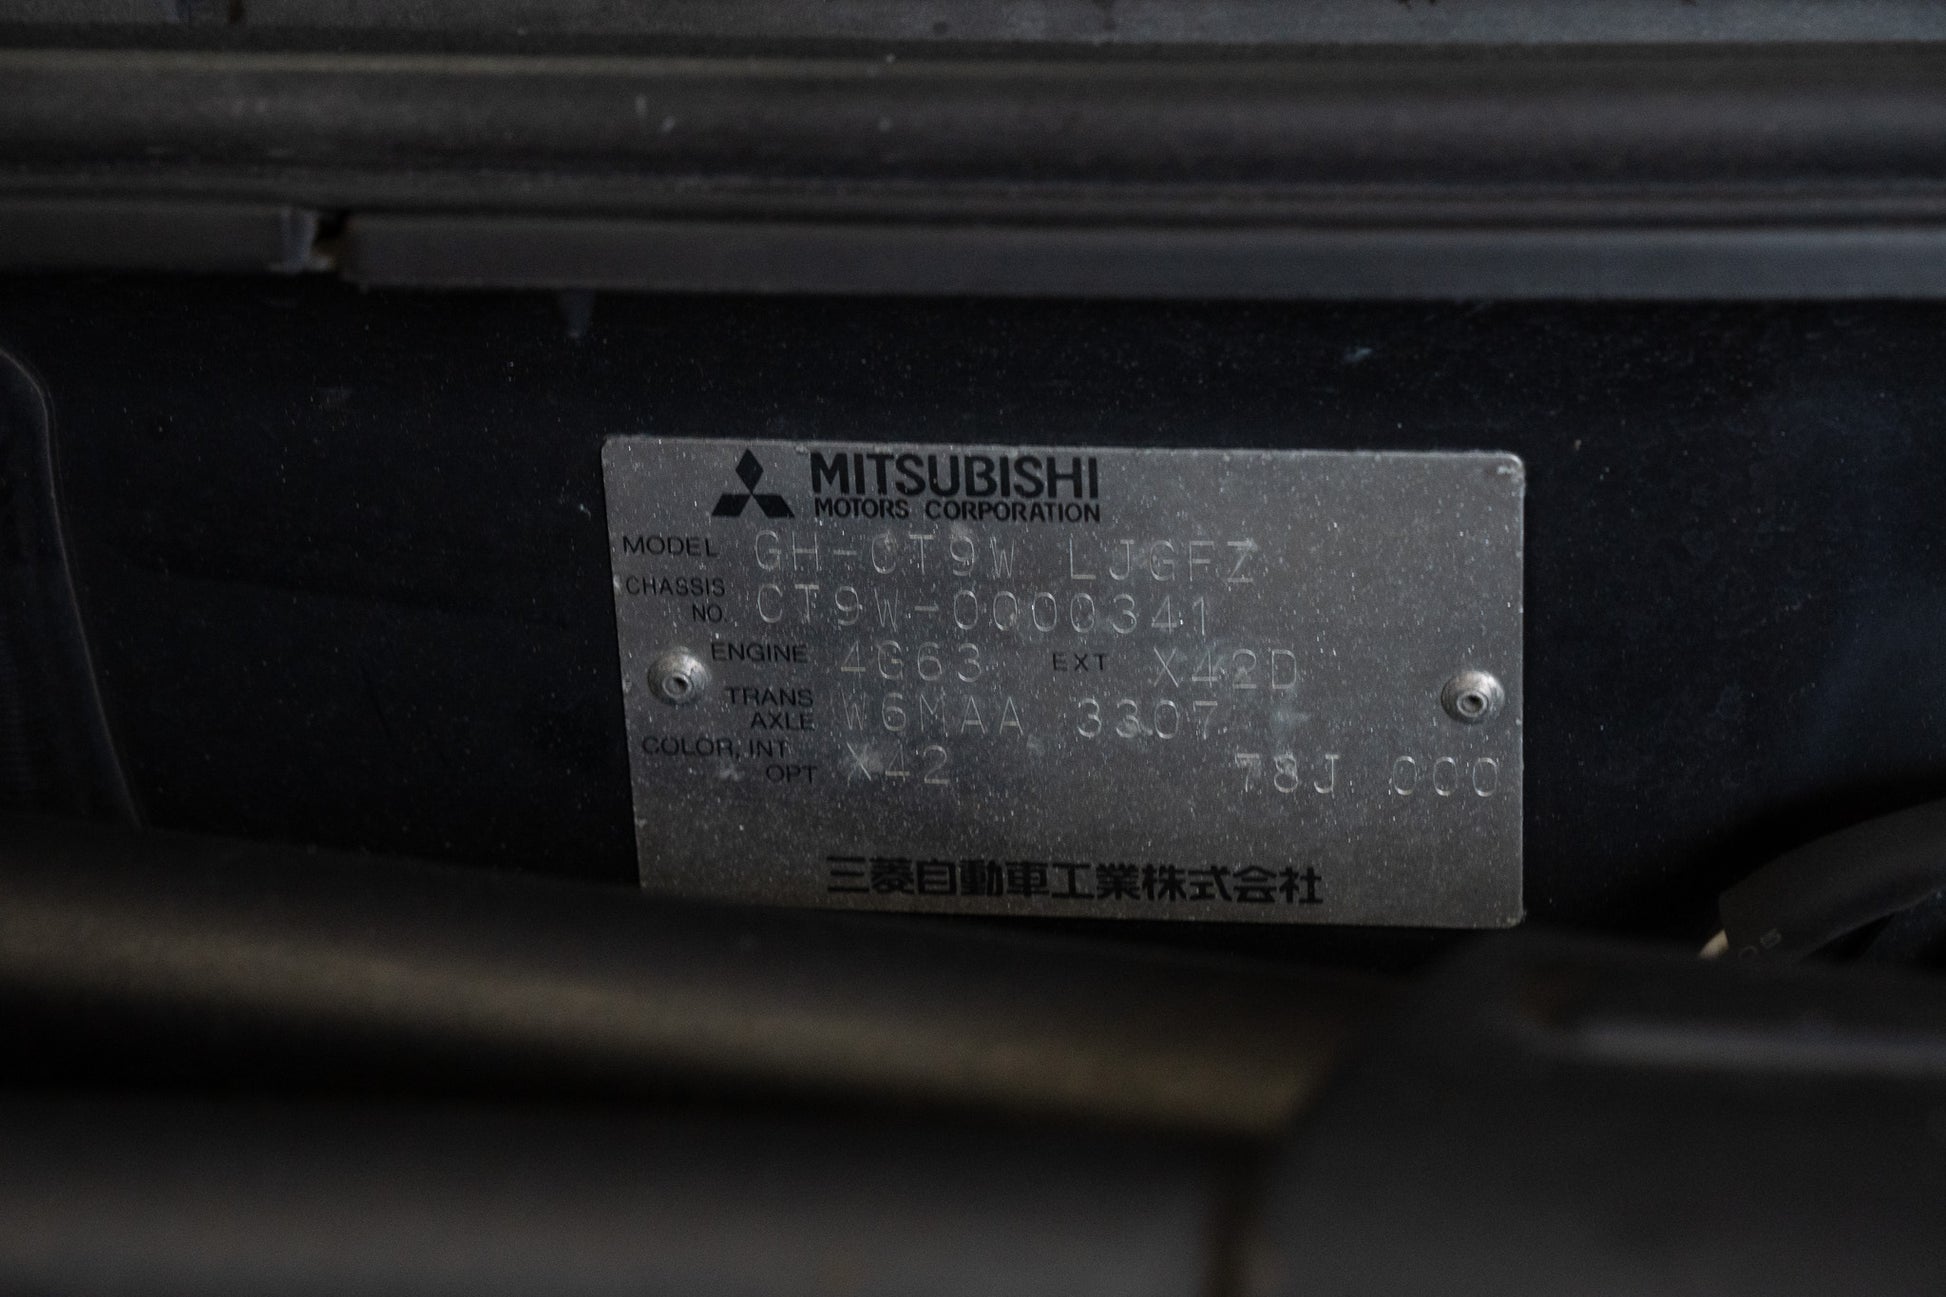 MITSUBISHI
MOTORS CORPORATION
MODEL GH-CT9W LJGFZ
CHASSIS NO. CT9W-0000341
ENGINE 4G63 EXT X42D
TRANS AXLE W6MAA 3307
COLOR, INT OPT X42 78J 000
三菱自動車工業株式会社